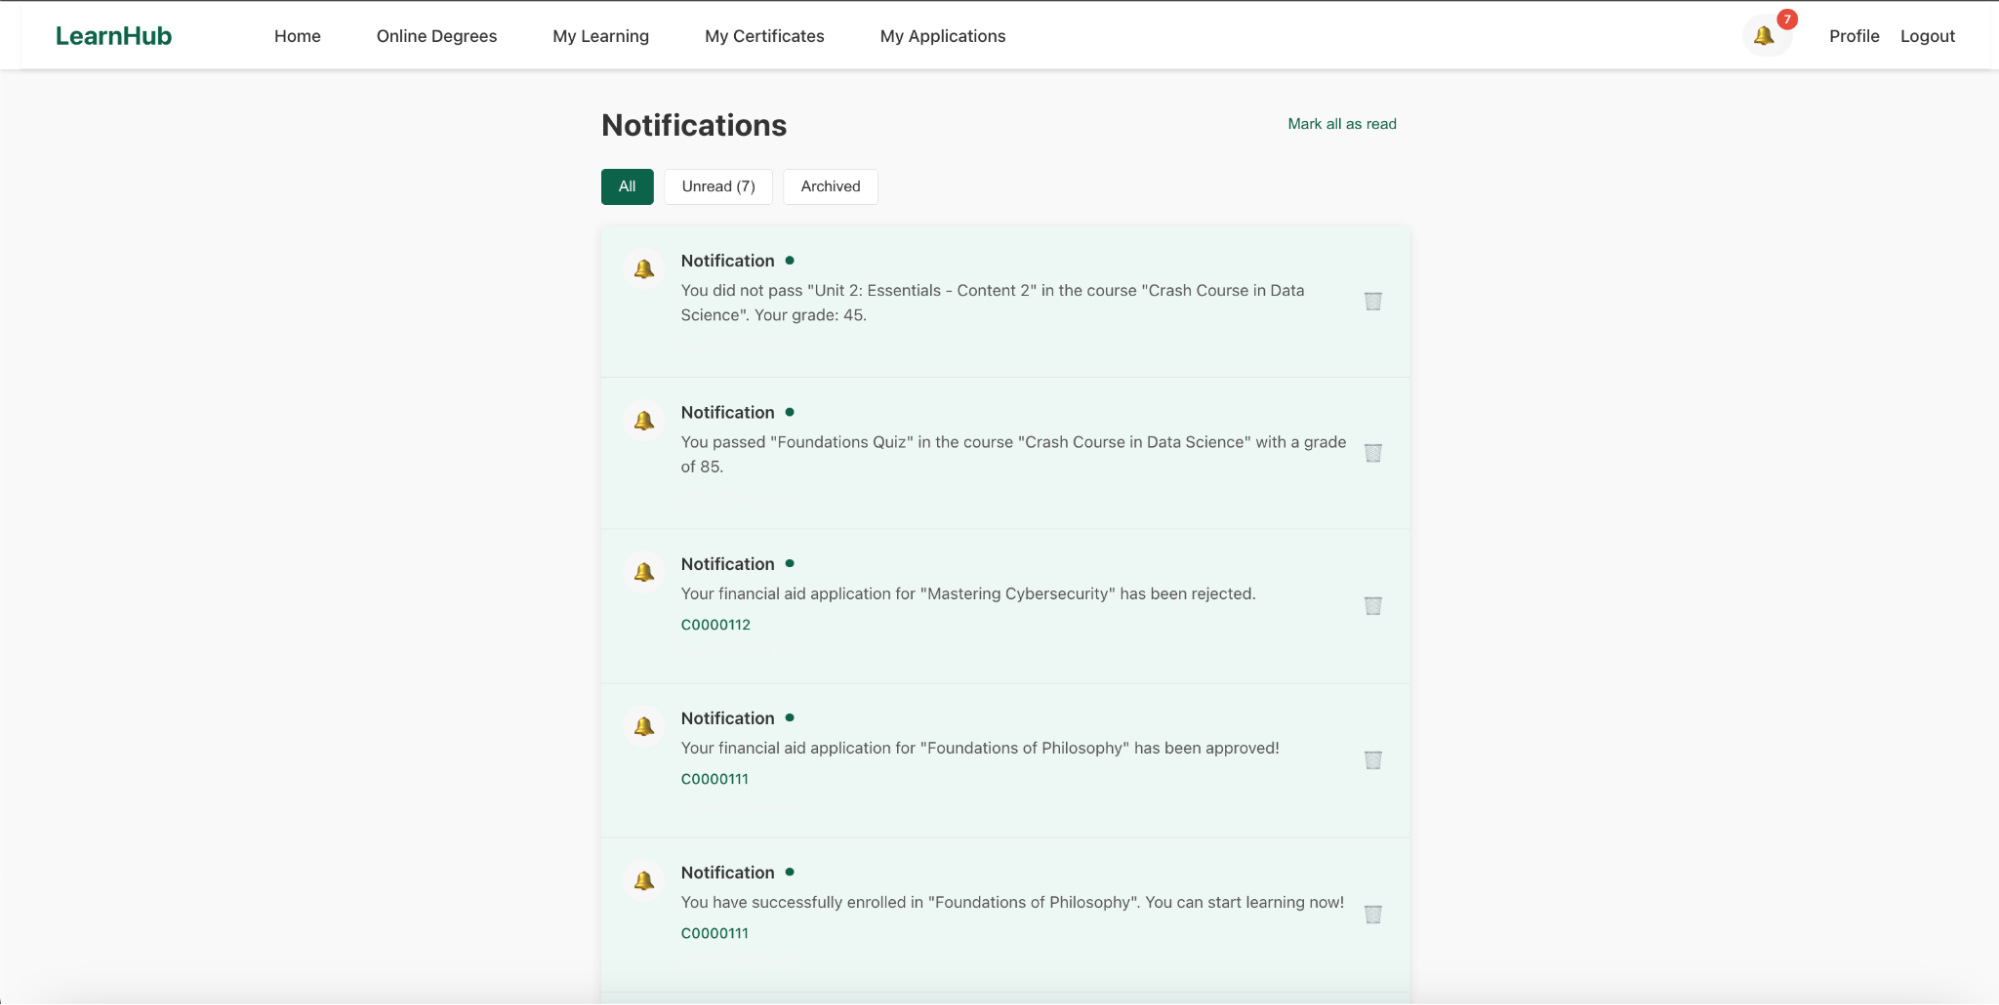 LearnHub
Home
Online Degrees
My Learning
My Certificates
My Applications
7
Profile
Logout
Notifications
Mark all as read
All
Unread (7)
Archived
Notification
You did not pass "Unit 2: Essentials - Content 2" in the course "Crash Course in Data
Science". Your grade: 45.
Notification
You passed "Foundations Quiz" in the course "Crash Course in Data Science" with a grade
of 85.
Notification
Your financial aid application for "Mastering Cybersecurity" has been rejected.
C0000112
Notification
Your financial aid application for "Foundations of Philosophy" has been approved!
C0000111
Notification
You have successfully enrolled in "Foundations of Philosophy". You can start learning now!
C0000111